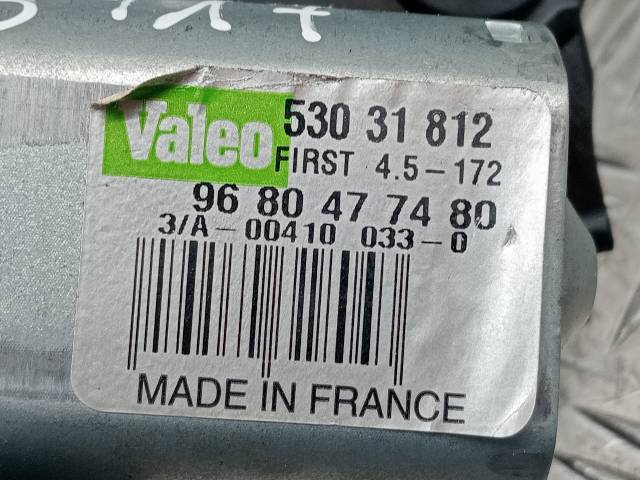 Valeo 530 31 812
FIRST 4.5-172
96 80 47 74 80
3/A-00410 033-0
MADE IN FRANCE